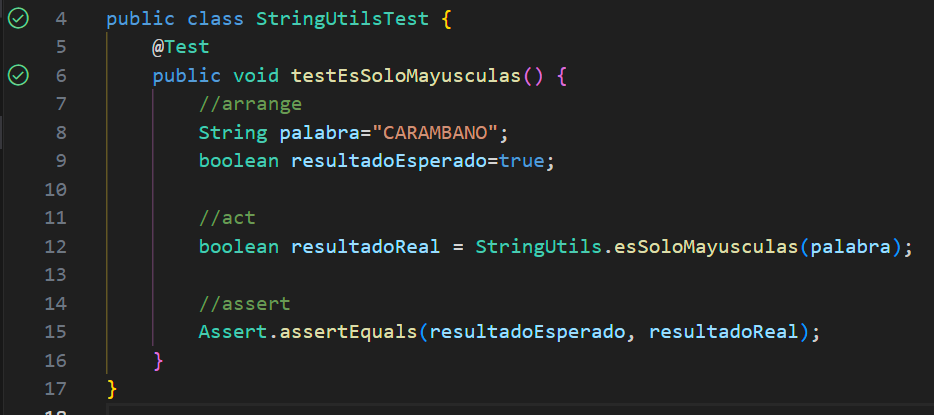 4 public class StringUtilsTest {
5 @Test
6 public void testEsSoloMayusculas() {
7 //arrange
8 String palabra="CARAMBANO";
9 boolean resultadoEsperado=true;
10
11 //act
12 boolean resultadoReal = StringUtils.esSoloMayusculas(palabra);
13
14 //assert
15 Assert.assertEquals(resultadoEsperado, resultadoReal);
16 }
17 }